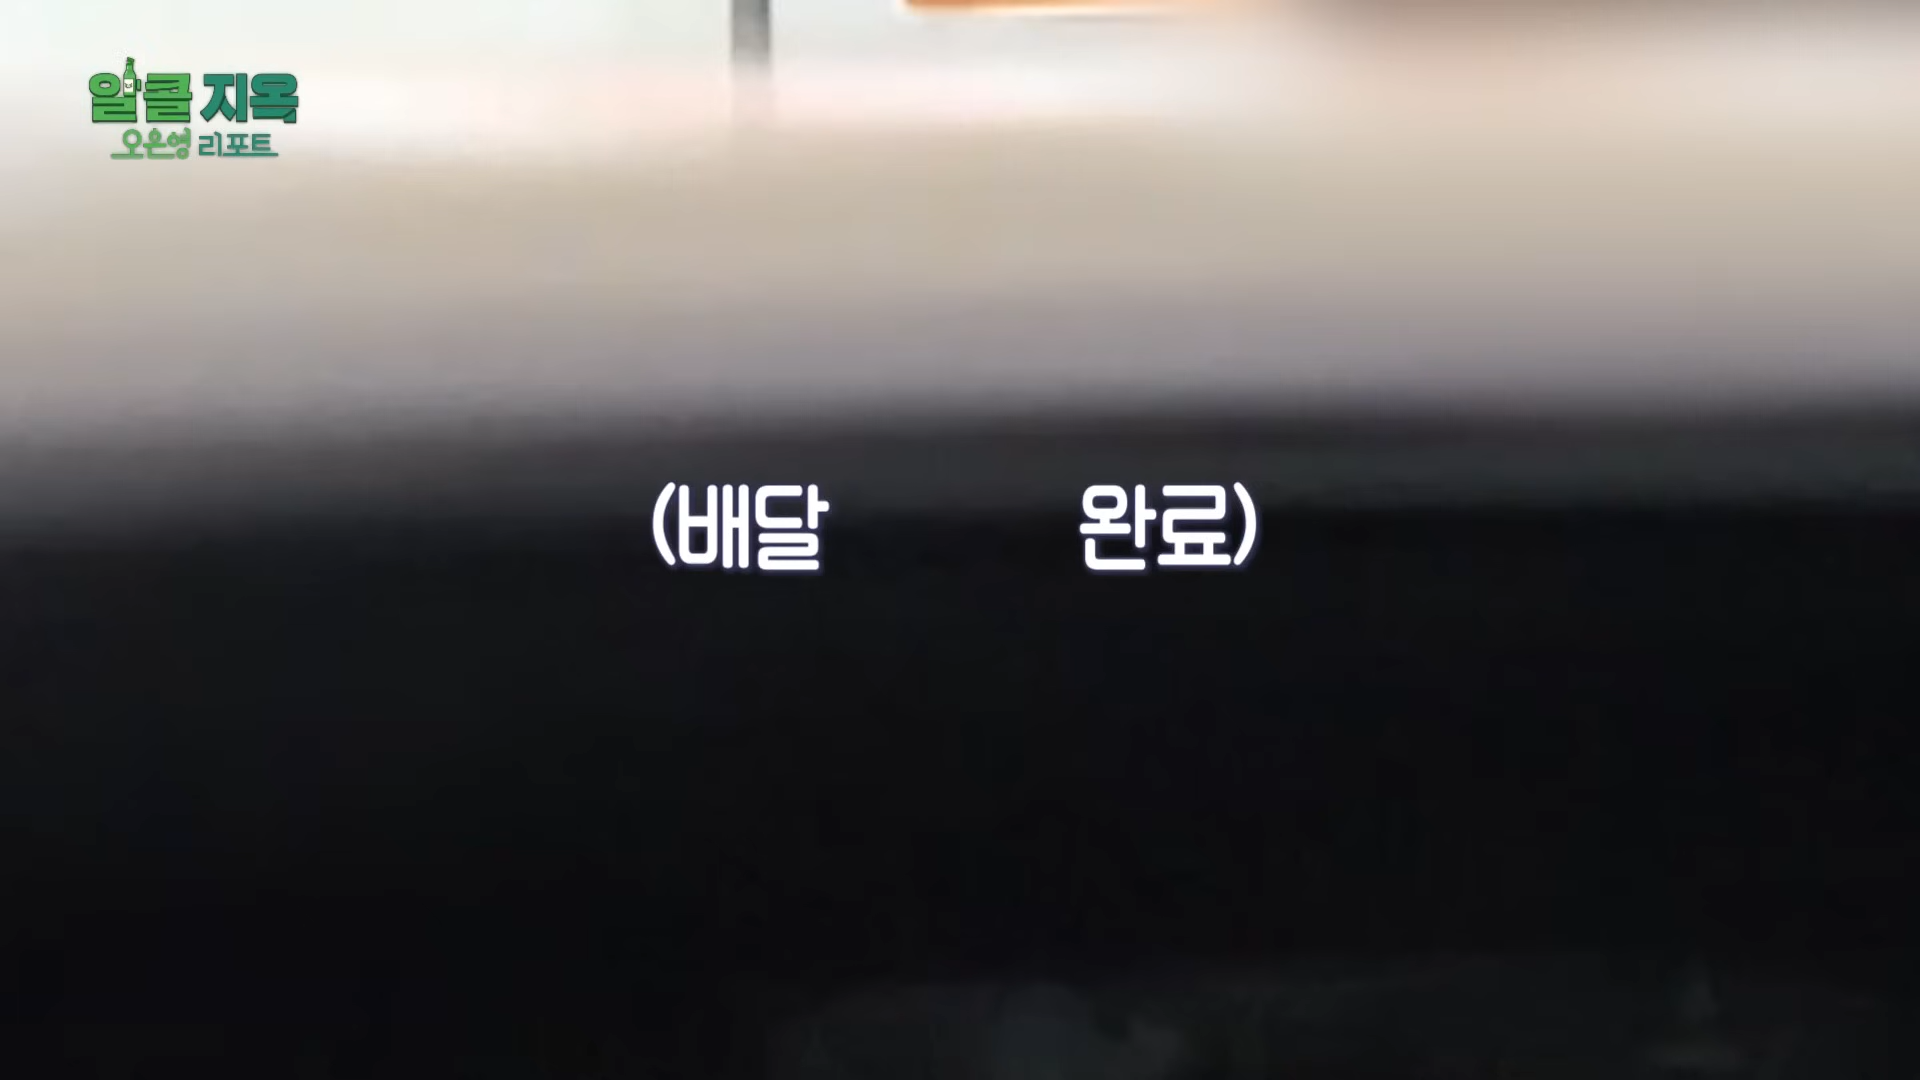 알콜 지옥
오은영 리포트
(배달 완료)